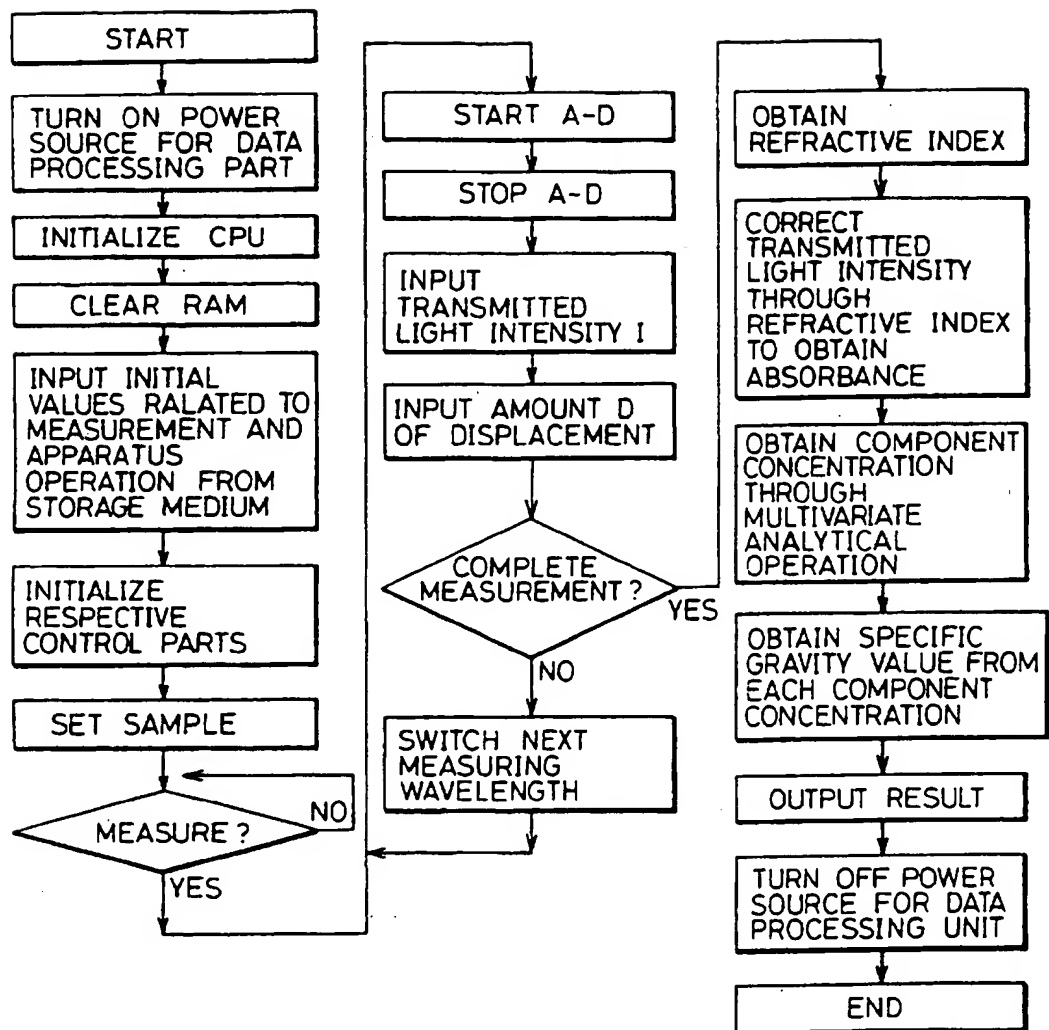 START
TURN ON POWER
SOURCE FOR DATA
PROCESSING PART
INITIALIZE CPU
CLEAR RAM
INPUT INITIAL
VALUES RALATED TO
MEASUREMENT AND
APPARATUS
OPERATION FROM
STORAGE MEDIUM
INITIALIZE
RESPECTIVE
CONTROL PARTS
SET SAMPLE
MEASURE?
NO
YES
START A-D
STOP A-D
INPUT
TRANSMITTED
LIGHT INTENSITY I
INPUT AMOUNT D
OF DISPLACEMENT
COMPLETE
MEASUREMENT?
YES
NO
SWITCH NEXT
MEASURING
WAVELENGTH
OBTAIN
REFRACTIVE INDEX
CORRECT
TRANSMITTED
LIGHT INTENSITY
THROUGH
REFRACTIVE INDEX
TO OBTAIN
ABSORBANCE
OBTAIN COMPONENT
CONCENTRATION
THROUGH
MULTIVARIATE
ANALYTICAL
OPERATION
OBTAIN SPECIFIC
GRAVITY VALUE FROM
EACH COMPONENT
CONCENTRATION
OUTPUT RESULT
TURN OFF POWER
SOURCE FOR DATA
PROCESSING UNIT
END